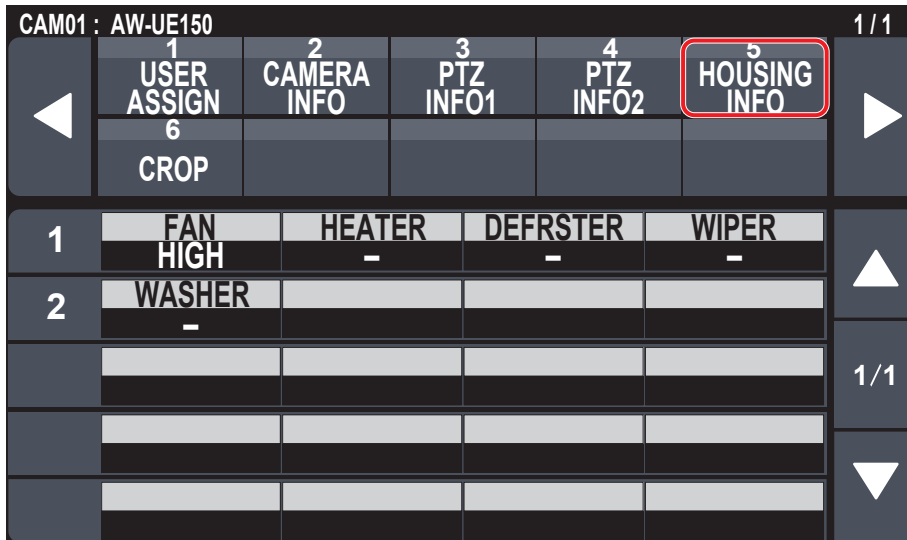 CAM01 : AW-UE150 1 / 1
1 2 3 4 5
USER CAMERA PTZ PTZ HOUSING
ASSIGN INFO INFO1 INFO2 INFO
6
CROP
1 FAN HEATER DEFRSTER WIPER
HIGH – – –
2 WASHER
–
1/1